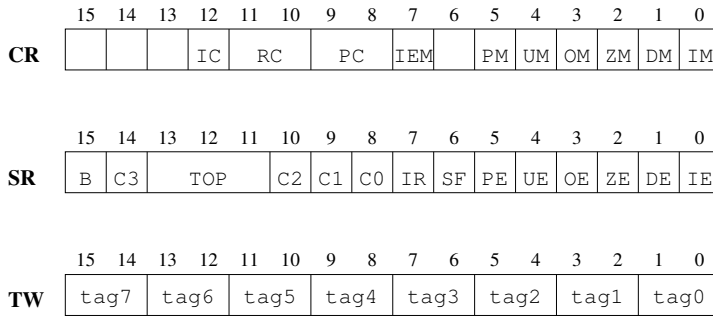 15 14 13 12 11 10 9 8 7 6 5 4 3 2 1 0
CR IC RC PC IEM PM UM OM ZM DM IM
15 14 13 12 11 10 9 8 7 6 5 4 3 2 1 0
SR B C3 TOP C2 C1 C0 IR SF PE UE OE ZE DE IE
15 14 13 12 11 10 9 8 7 6 5 4 3 2 1 0
TW tag7 tag6 tag5 tag4 tag3 tag2 tag1 tag0